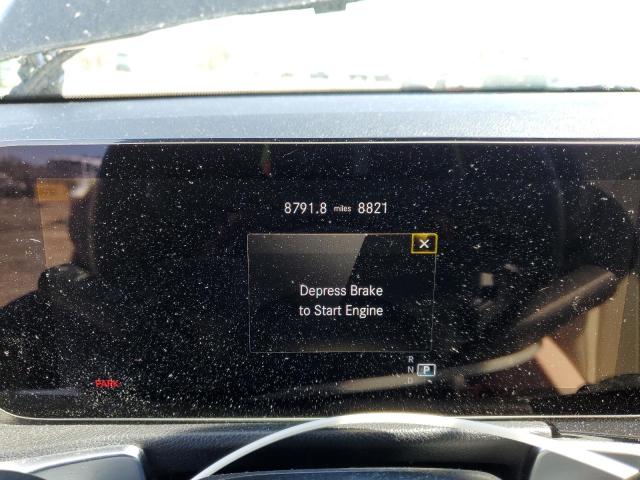 8791.8 miles 8821
X
Depress Brake
to Start Engine
R
N P
D
PARK